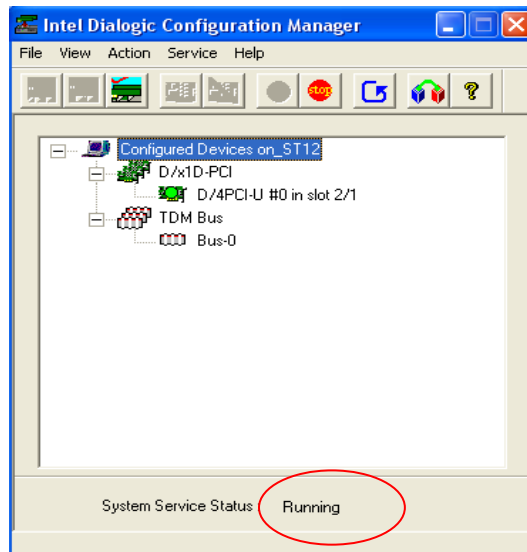 Intel Dialogic Configuration Manager
File View Action Service Help
stop
?
Configured Devices on_ST12
D/x1D-PCI
D/4PCI-U #0 in slot 2/1
TDM Bus
Bus-0
System Service Status Running